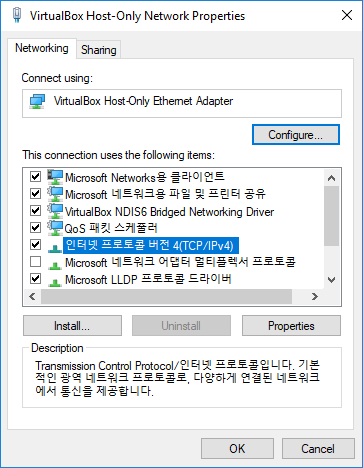 VirtualBox Host-Only Network Properties
Networking
Sharing
Connect using:
VirtualBox Host-Only Ethernet Adapter
Configure...
This connection uses the following items:
Microsoft Networks용 클라이언트
Microsoft 네트워크용 파일 및 프린터 공유
VirtualBox NDIS6 Bridged Networking Driver
QoS 패킷 스케줄러
인터넷 프로토콜 버전 4(TCP/IPv4)
Microsoft 네트워크 어댑터 멀티플렉서 프로토콜
Microsoft LLDP 프로토콜 드라이버
Install...
Uninstall
Properties
Description
Transmission Control Protocol/인터넷 프로토콜입니다. 기본
적인 광역 네트워크 프로토콜로, 다양하게 연결된 네트워크
에서 통신을 제공합니다.
OK
Cancel